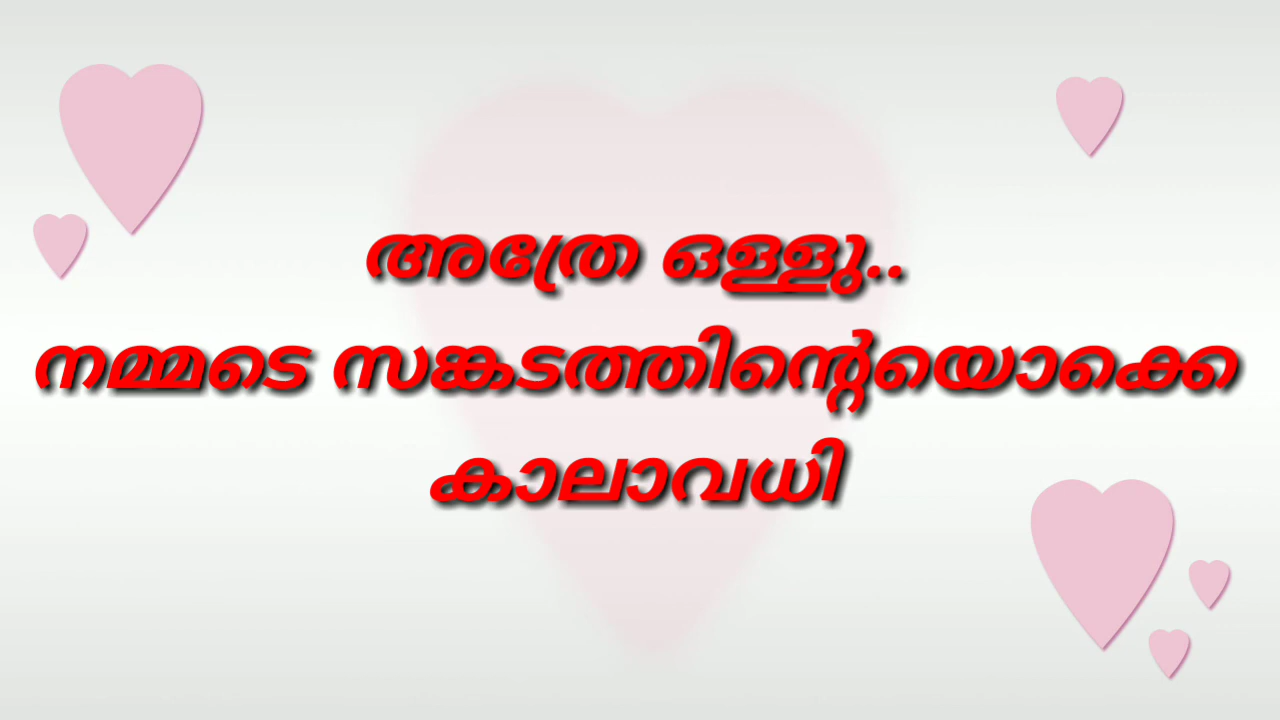 അത്രേ ഒള്ളു..
നമ്മടെ സങ്കടത്തിന്റെയൊക്കെ
കാലാവധി